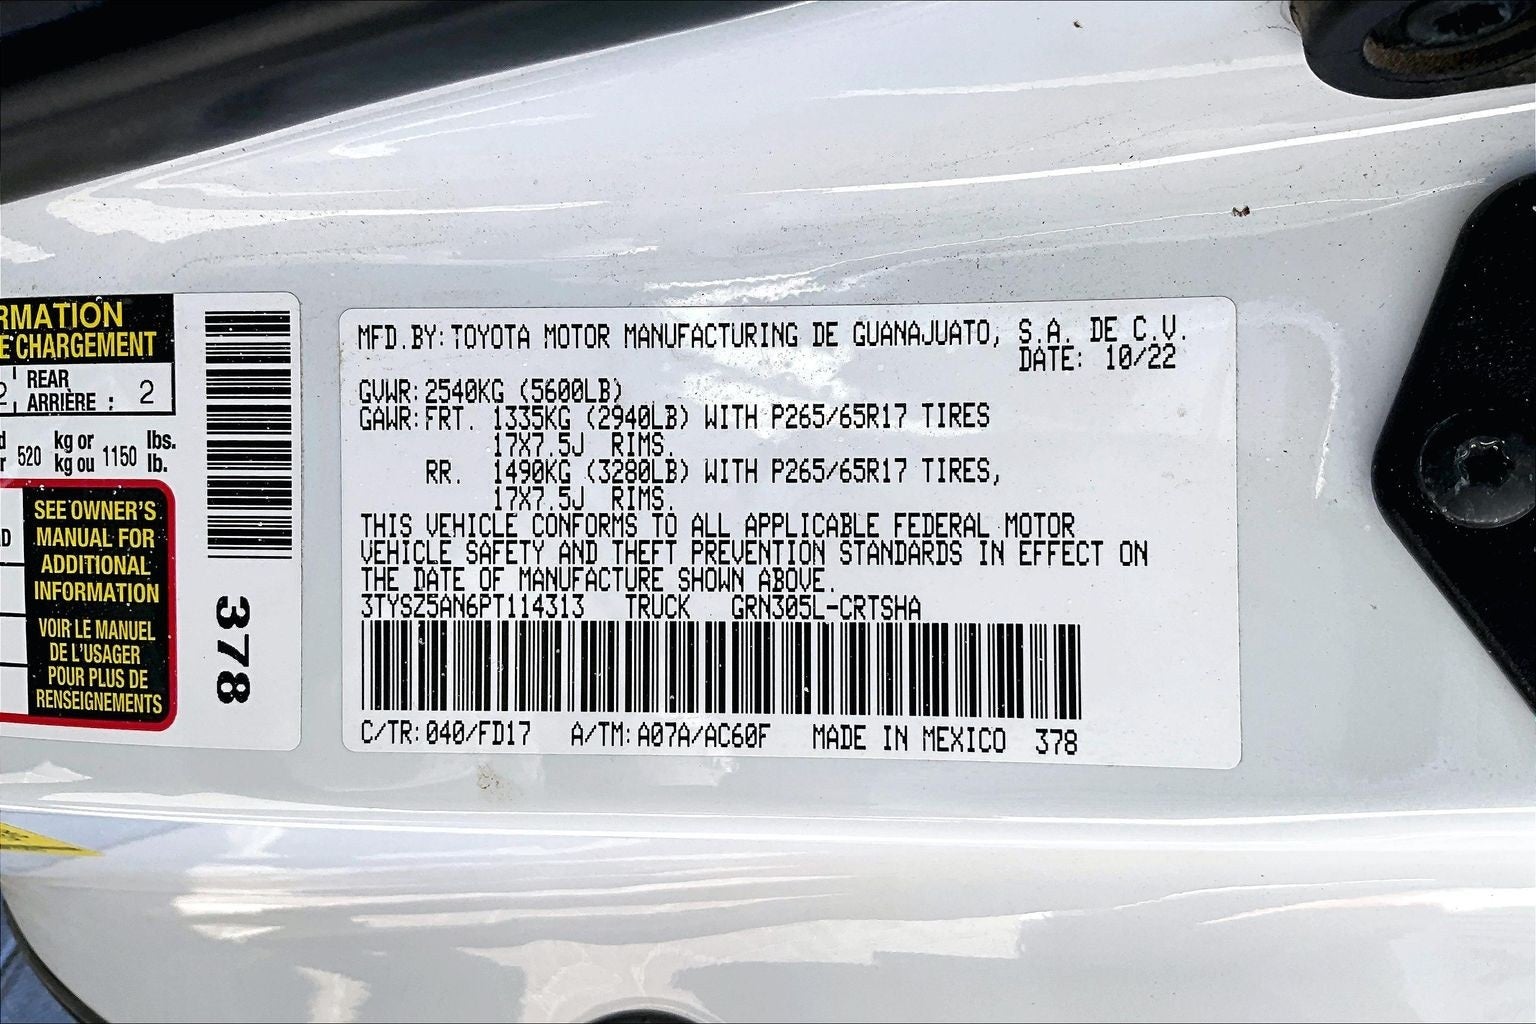 RMATION
E CHARGEMENT
2 REAR
ARRIÈRE : 2
520 kg or 1150 lbs.
kg ou lb.
SEE OWNER'S
MANUAL FOR
ADDITIONAL
INFORMATION
VOIR LE MANUEL
DE L'USAGER
POUR PLUS DE
RENSEIGNEMENTS
378
MFD.BY:TOYOTA MOTOR MANUFACTURING DE GUANAJUATO, S.A. DE C.V.
DATE: 10/22
GVWR:2540KG (5600LB)
GAWR:FRT. 1335KG (2940LB) WITH P265/65R17 TIRES
17X7.5J RIMS.
RR. 1490KG (3280LB) WITH P265/65R17 TIRES,
17X7.5J RIMS.
THIS VEHICLE CONFORMS TO ALL APPLICABLE FEDERAL MOTOR
VEHICLE SAFETY AND THEFT PREVENTION STANDARDS IN EFFECT ON
THE DATE OF MANUFACTURE SHOWN ABOVE.
3TYSZ5AN6PT114313 TRUCK GRN305L-CRTSHA
C/TR:040/FD17 A/TM:A07A/AC60F MADE IN MEXICO 378